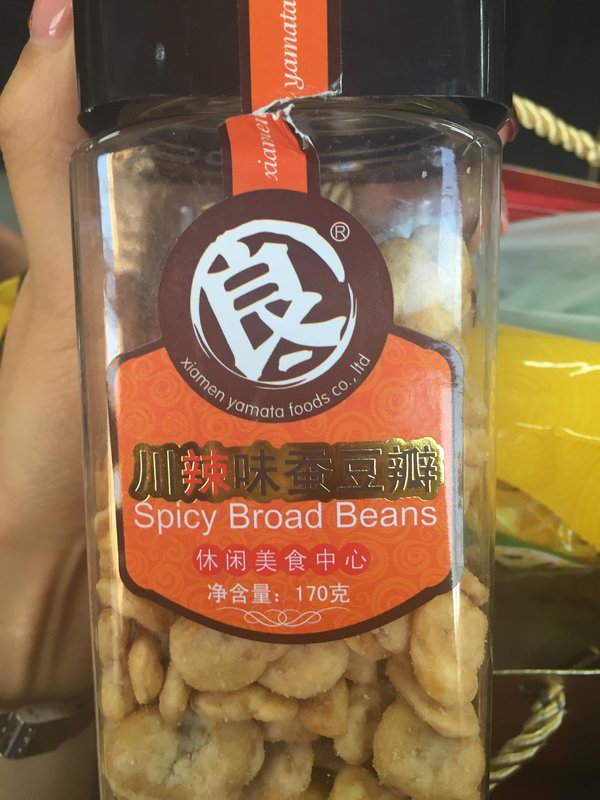 yamata
xiamen
良®
xiamen yamata foods co., ltd
川辣味蚕豆瓣
Spicy Broad Beans
休闲美食中心
净含量：170克